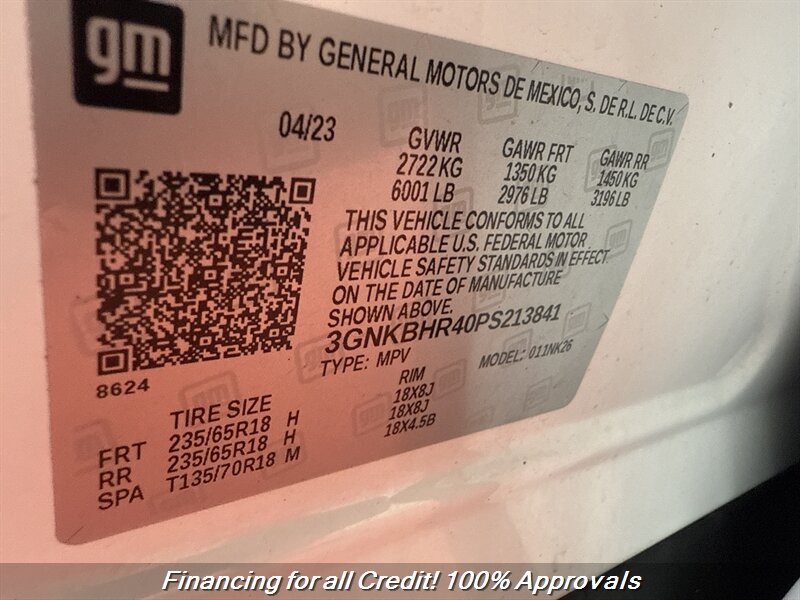 gm
MFD BY GENERAL MOTORS DE MEXICO, S. DE R.L. DE C.V.
04/23 GVWR GAWR FRT GAWR RR
2722 KG 1350 KG 1450 KG
6001 LB 2976 LB 3196 LB
THIS VEHICLE CONFORMS TO ALL
APPLICABLE U.S. FEDERAL MOTOR
VEHICLE SAFETY STANDARDS IN EFFECT
ON THE DATE OF MANUFACTURE
SHOWN ABOVE.
3GNKBHR40PS213841
TYPE: MPV MODEL: 011NK26
8624
TIRE SIZE RIM
FRT 235/65R18 H 18X8J
RR 235/65R18 H 18X8J
SPA T135/70R18 M 18X4.5B
Financing for all Credit! 100% Approvals